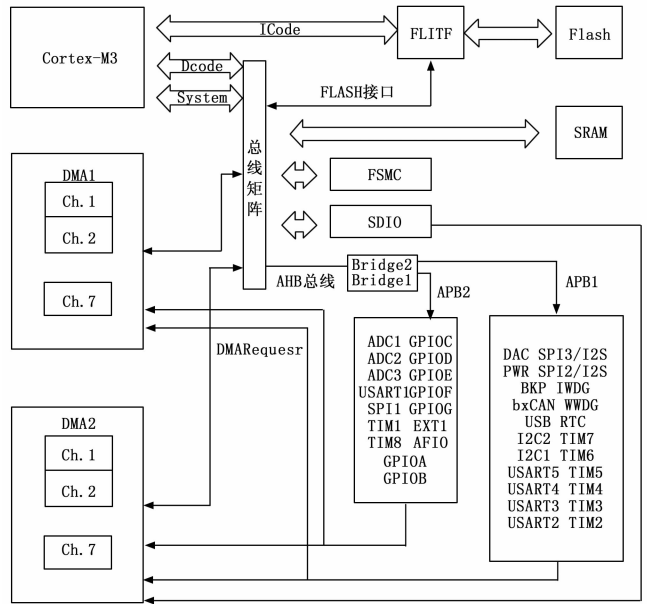 ICode
FLITF
Flash
Cortex-M3
Dcode
System
FLASH接口
SRAM
总线矩阵
DMA1
Ch.1
Ch.2
Ch.7
FSMC
SDIO
AHB总线
Bridge2
Bridge1
APB2
APB1
DMARequesr
ADC1 GPIOC
ADC2 GPIOD
ADC3 GPIOE
USART1GPIOF
SPI1 GPIOG
TIM1 EXT1
TIM8 AFIO
GPIOA
GPIOB
DAC SPI3/I2S
PWR SPI2/I2S
BKP IWDG
bxCAN WWDG
USB RTC
I2C2 TIM7
I2C1 TIM6
USART5 TIM5
USART4 TIM4
USART3 TIM3
USART2 TIM2
DMA2
Ch.1
Ch.2
Ch.7